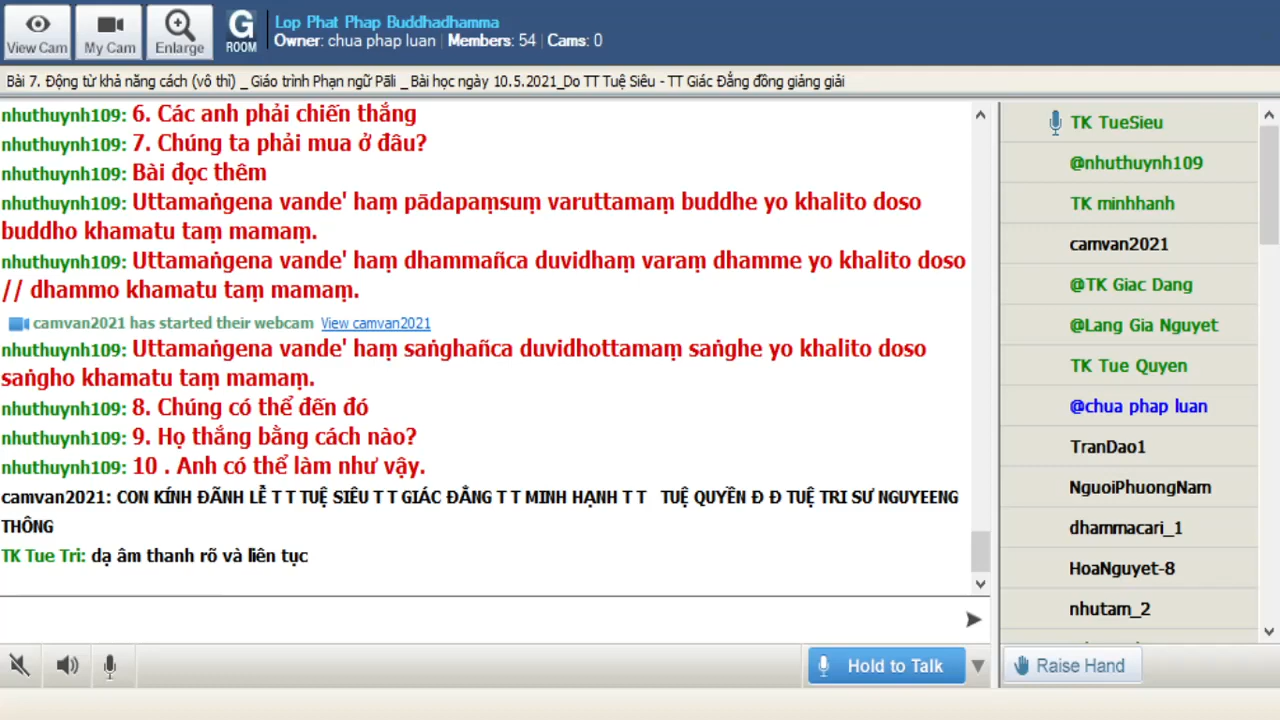 View Cam
My Cam
Enlarge
G
ROOM
Lop Phat Phap Buddhadhamma
Owner: chua phap luan | Members: 54 | Cams: 0
Bài 7. Động từ khả năng cách (vô thì) _ Giáo trình Phạn ngữ Pāli _ Bài học ngày 10.5.2021_Do TT Tuệ Siêu - TT Giác Đẳng đồng giảng giải
nhuthuynh109: 6. Các anh phải chiến thắng
nhuthuynh109: 7. Chúng ta phải mua ở đâu?
nhuthuynh109: Bài đọc thêm
nhuthuynh109: Uttamaṅgena vande' haṃ pādapaṃsuṃ varuttamaṃ buddhe yo khalito doso
buddho khamatu taṃ mamaṃ.
nhuthuynh109: Uttamaṅgena vande' haṃ dhammañca duvidhaṃ varaṃ dhamme yo khalito doso
// dhammo khamatu taṃ mamaṃ.
camvan2021 has started their webcam View camvan2021
nhuthuynh109: Uttamaṅgena vande' haṃ saṅghañca duvidhottamaṃ saṅghe yo khalito doso
saṅgho khamatu taṃ mamaṃ.
nhuthuynh109: 8. Chúng có thể đến đó
nhuthuynh109: 9. Họ thắng bằng cách nào?
nhuthuynh109: 10 . Anh có thể làm như vậy.
camvan2021: CON KÍNH ĐÃNH LỄ T T TUỆ SIÊU T T GIÁC ĐẲNG T T MINH HẠNH T T TUỆ QUYỀN Đ Đ TUỆ TRI SƯ NGUYEENG
THÔNG
TK Tue Tri: dạ âm thanh rõ và liên tục
Hold to Talk
TK TueSieu
@nhuthuynh109
TK minhhanh
camvan2021
@TK Giac Dang
@Lang Gia Nguyet
TK Tue Quyen
@chua phap luan
TranDao1
NguoiPhuongNam
dhammacari_1
HoaNguyet-8
nhutam_2
Raise Hand